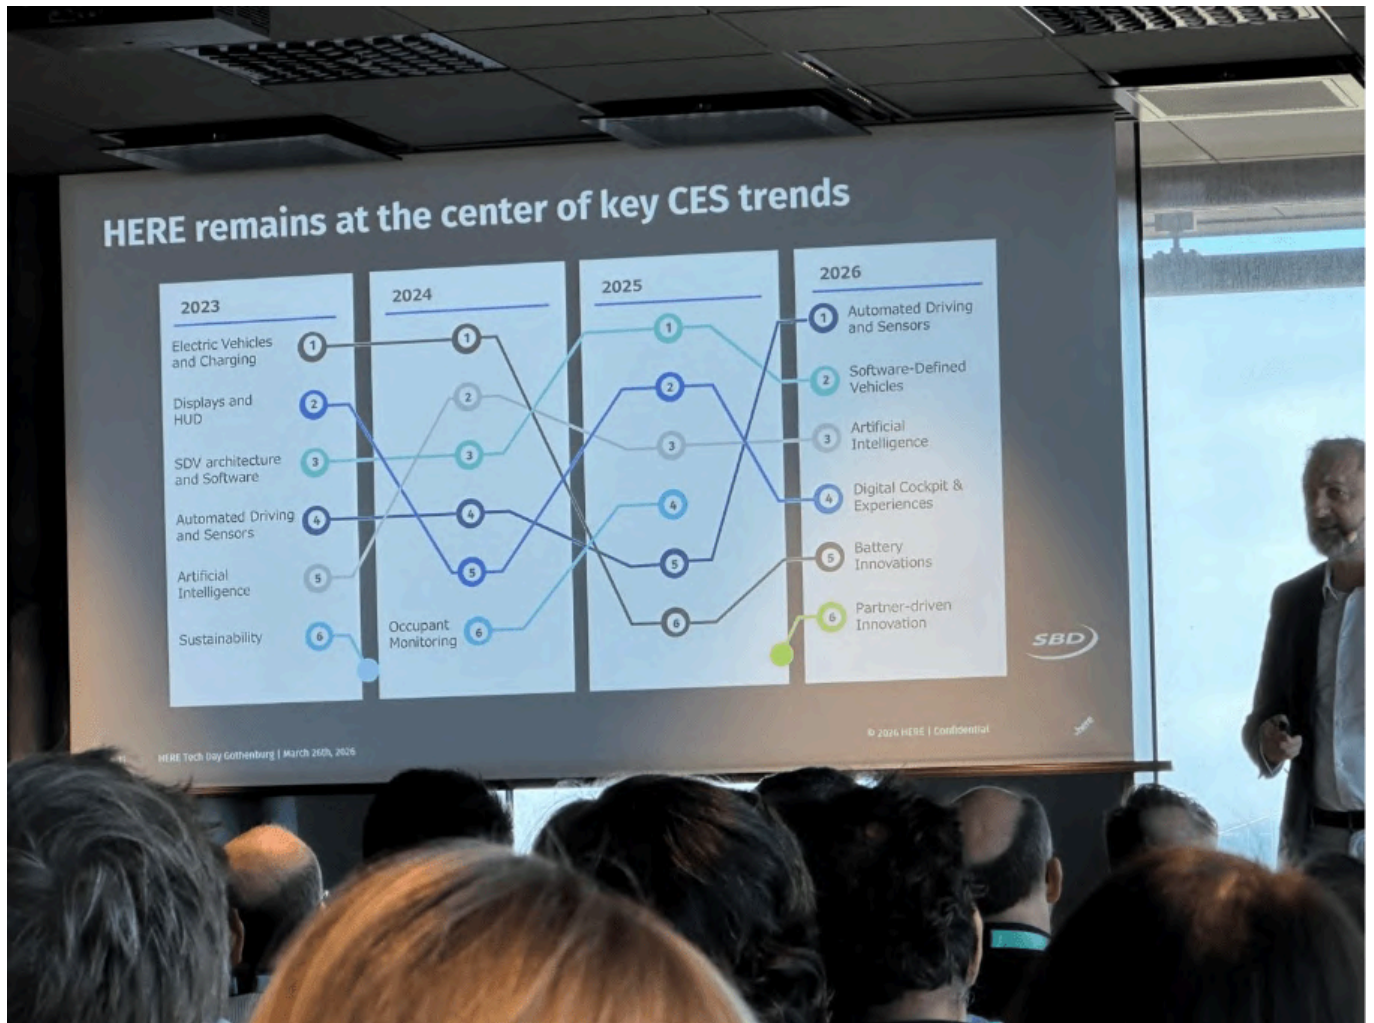 HERE remains at the center of key CES trends
2023
Electric Vehicles
and Charging
1
Displays and
HUD
2
SDV architecture
and Software
3
Automated Driving
and Sensors
4
Artificial
Intelligence
5
Sustainability
6
2024
1
2
3
4
5
Occupant
Monitoring
6
2025
1
2
3
4
5
6
2026
1
Automated Driving
and Sensors
2
Software-Defined
Vehicles
3
Artificial
Intelligence
4
Digital Cockpit &
Experiences
5
Battery
Innovations
6
Partner-driven
Innovation
SBD
HERE Tech Day Gothenburg | March 26th, 2026
© 2026 HERE | Confidential
here